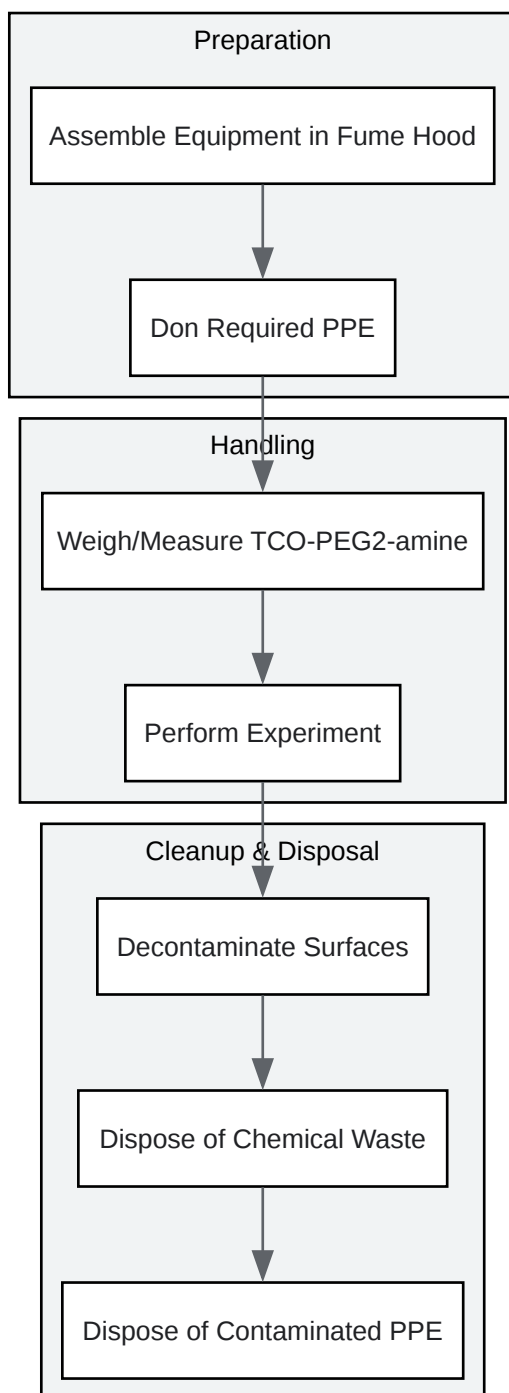 Preparation
Assemble Equipment in Fume Hood
Don Required PPE
Handling
Weigh/Measure TCO-PEG2-amine
Perform Experiment
Cleanup & Disposal
Decontaminate Surfaces
Dispose of Chemical Waste
Dispose of Contaminated PPE